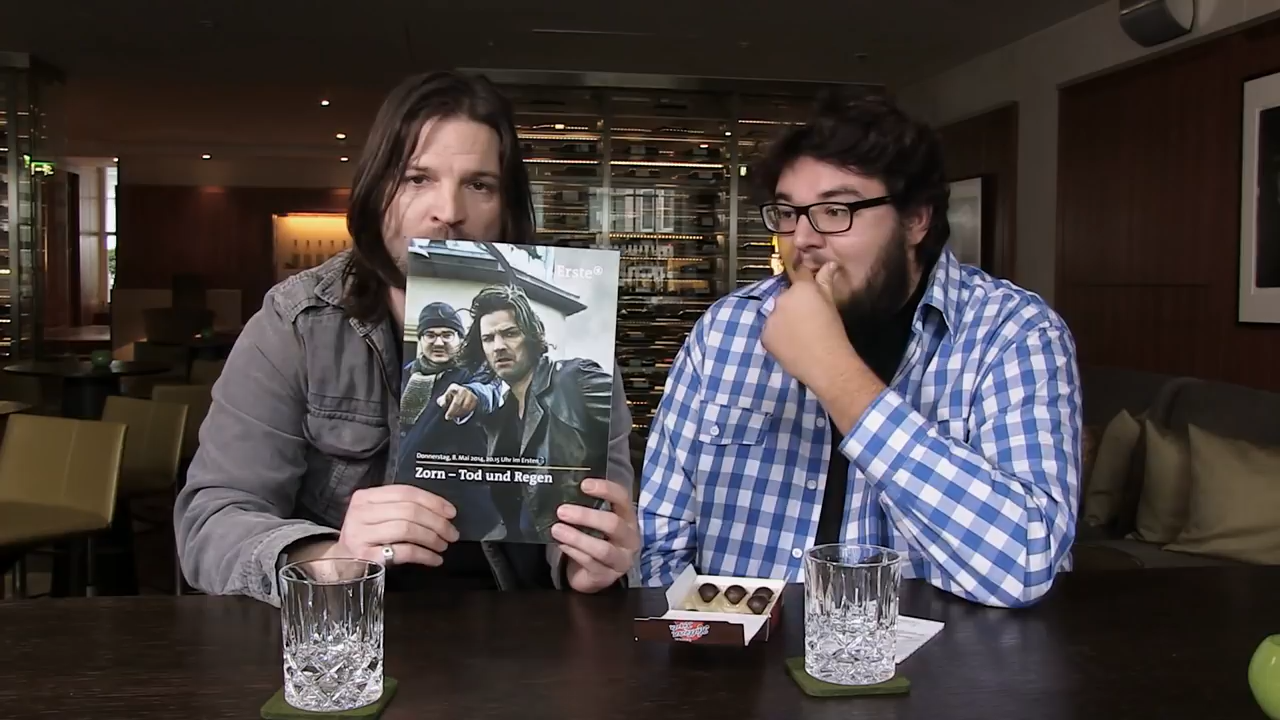 Erste
Donnerstag, 8. Mai 2014, 20.15 Uhr im Ersten
Zorn – Tod und Regen